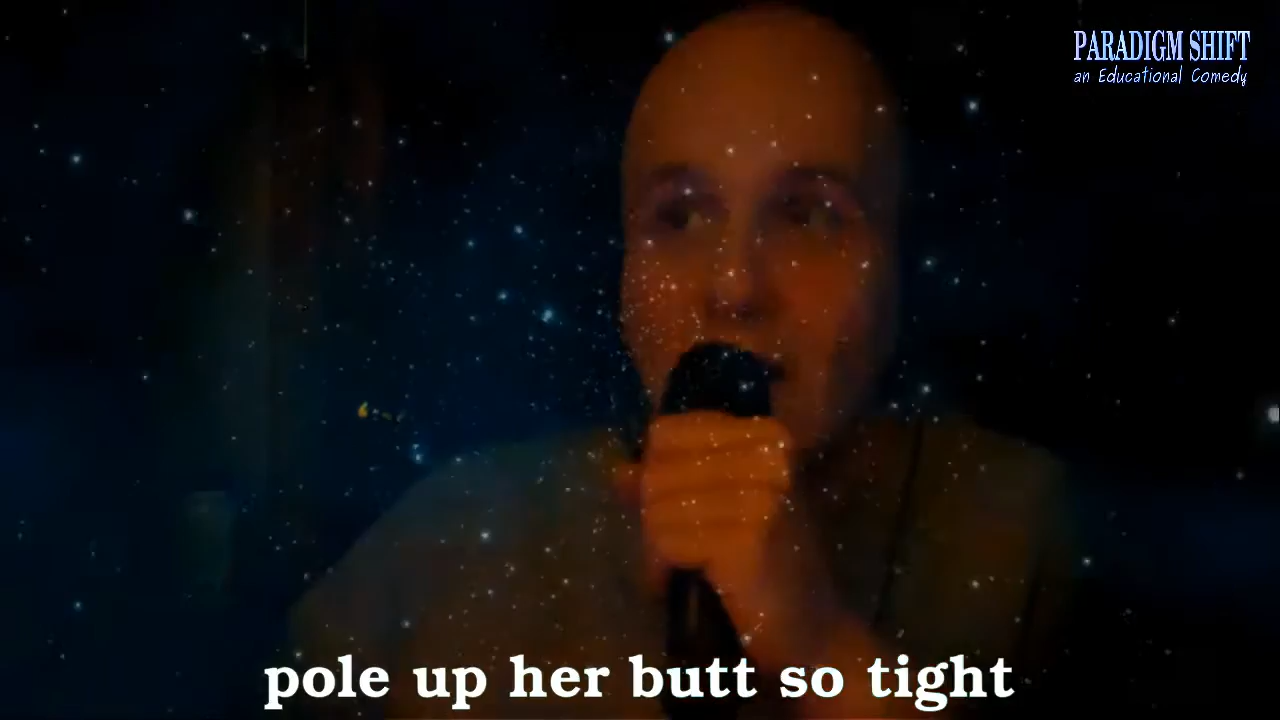 PARADIGM SHIFT
an Educational Comedy
pole up her butt so tight